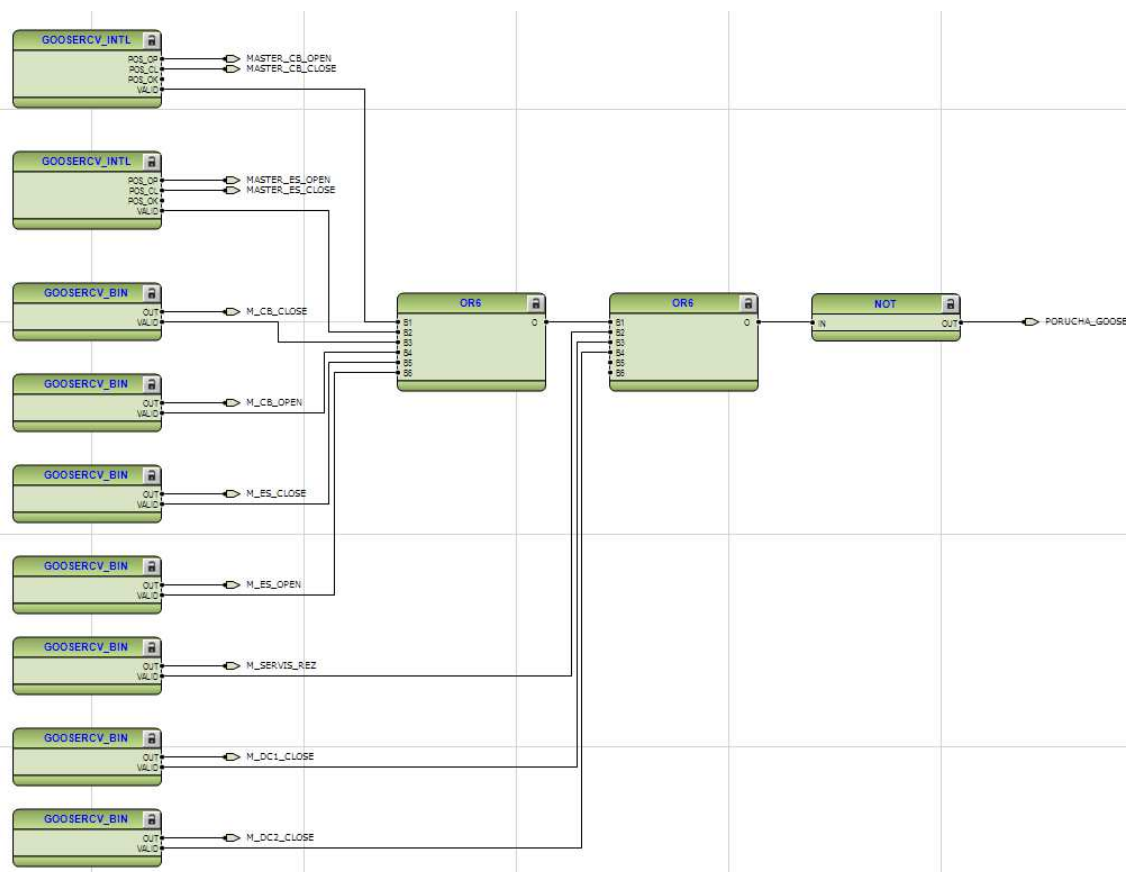 GOOSERCV_INTL
POS_OP
MASTER_CB_OPEN
POS_CL
MASTER_CB_CLOSE
POS_OK
VALID
GOOSERCV_INTL
POS_OP
MASTER_ES_OPEN
POS_CL
MASTER_ES_CLOSE
POS_OK
VALID
GOOSERCV_BIN
OUT
M_CB_CLOSE
VALID
OR6
B1
O
B2
B3
B4
B5
B6
OR6
B1
O
B2
B3
B4
B5
B6
NOT
IN
OUT
PORUCHA_GOOSE
GOOSERCV_BIN
OUT
M_CB_OPEN
VALID
GOOSERCV_BIN
OUT
M_ES_CLOSE
VALID
GOOSERCV_BIN
OUT
M_ES_OPEN
VALID
GOOSERCV_BIN
OUT
M_SERVIS_REZ
VALID
GOOSERCV_BIN
OUT
M_DC1_CLOSE
VALID
GOOSERCV_BIN
OUT
M_DC2_CLOSE
VALID